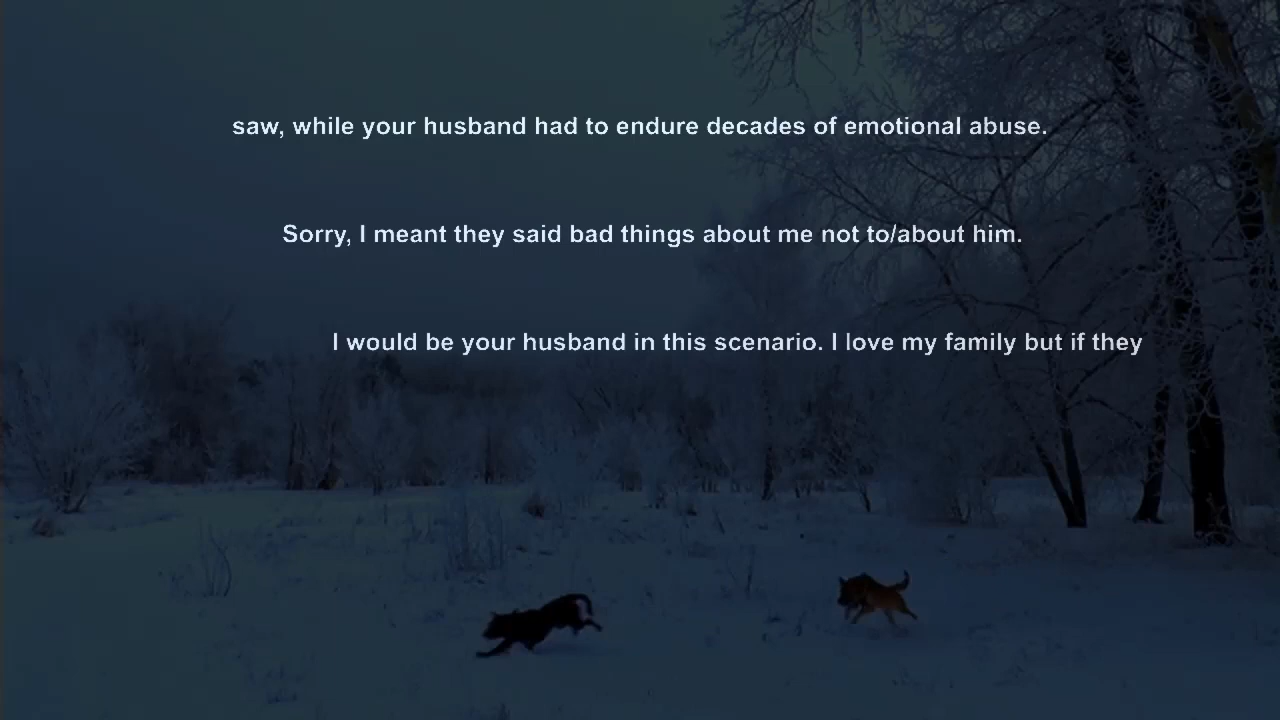 saw, while your husband had to endure decades of emotional abuse.
Sorry, I meant they said bad things about me not to/about him.
I would be your husband in this scenario. I love my family but if they